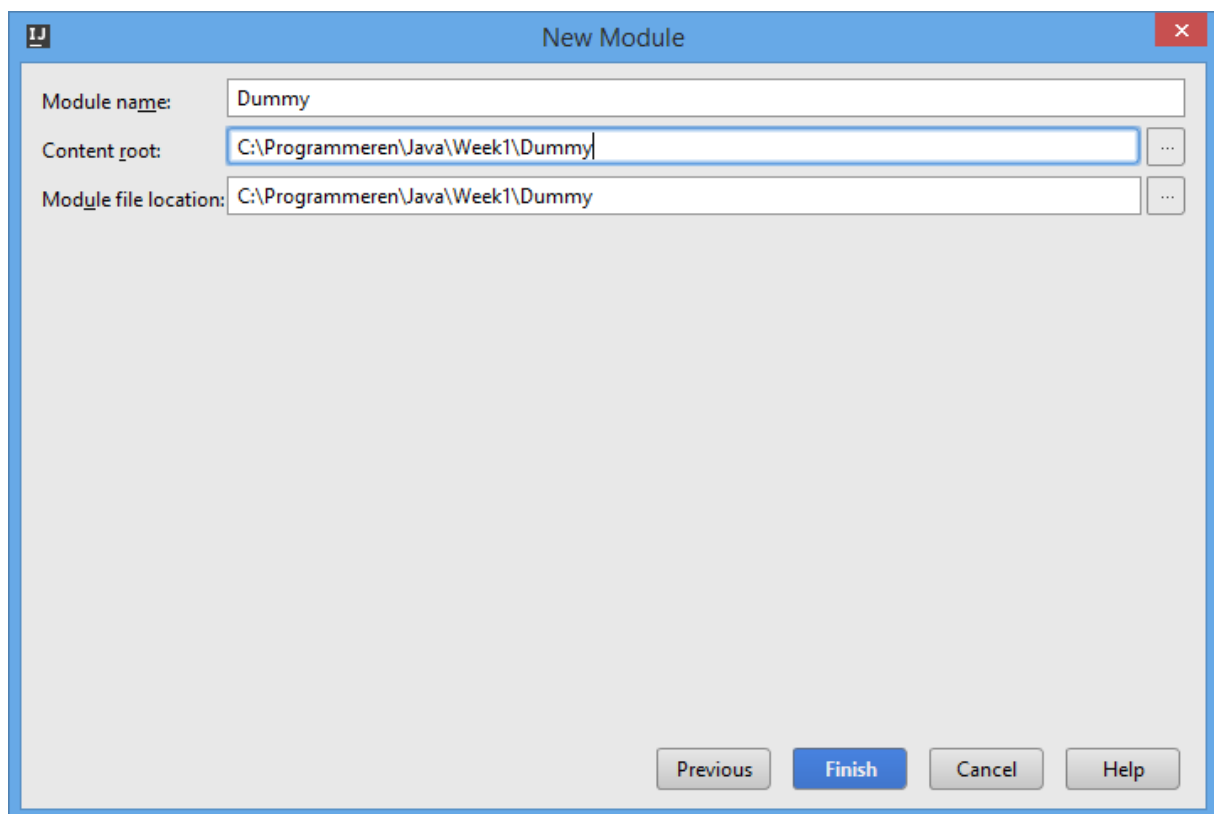 IJ
New Module
Module name: Dummy
Content root: C:\Programmeren\Java\Week1\Dummy ...
Module file location: C:\Programmeren\Java\Week1\Dummy ...
Previous Finish Cancel Help